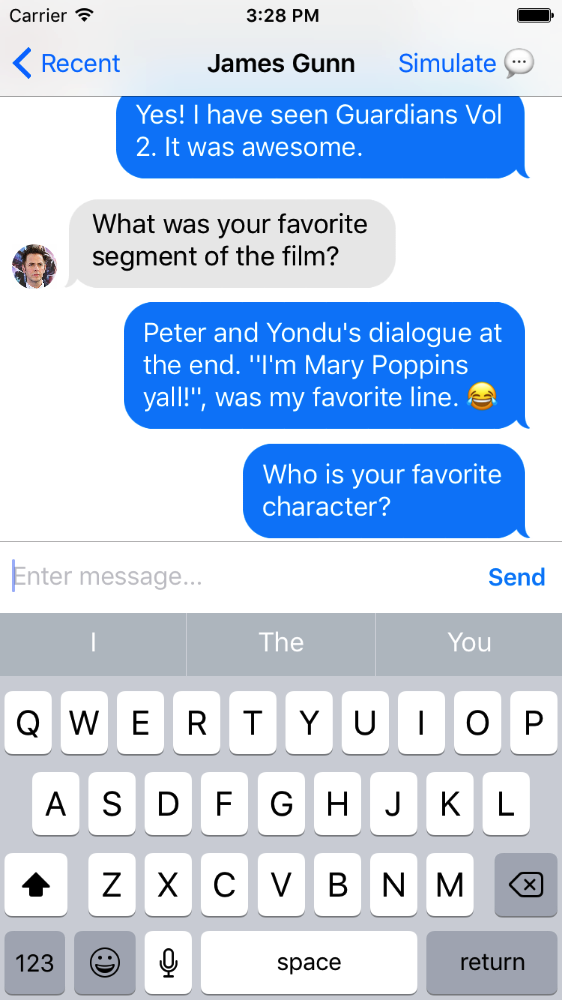 Carrier 3:28 PM
Recent James Gunn Simulate 💬
Yes! I have seen Guardians Vol
2. It was awesome.
What was your favorite
segment of the film?
Peter and Yondu's dialogue at
the end. "I'm Mary Poppins
yall!", was my favorite line. 😂
Who is your favorite
character?
Enter message... Send
I The You
Q W E R T Y U I O P
A S D F G H J K L
Z X C V B N M
123 space return